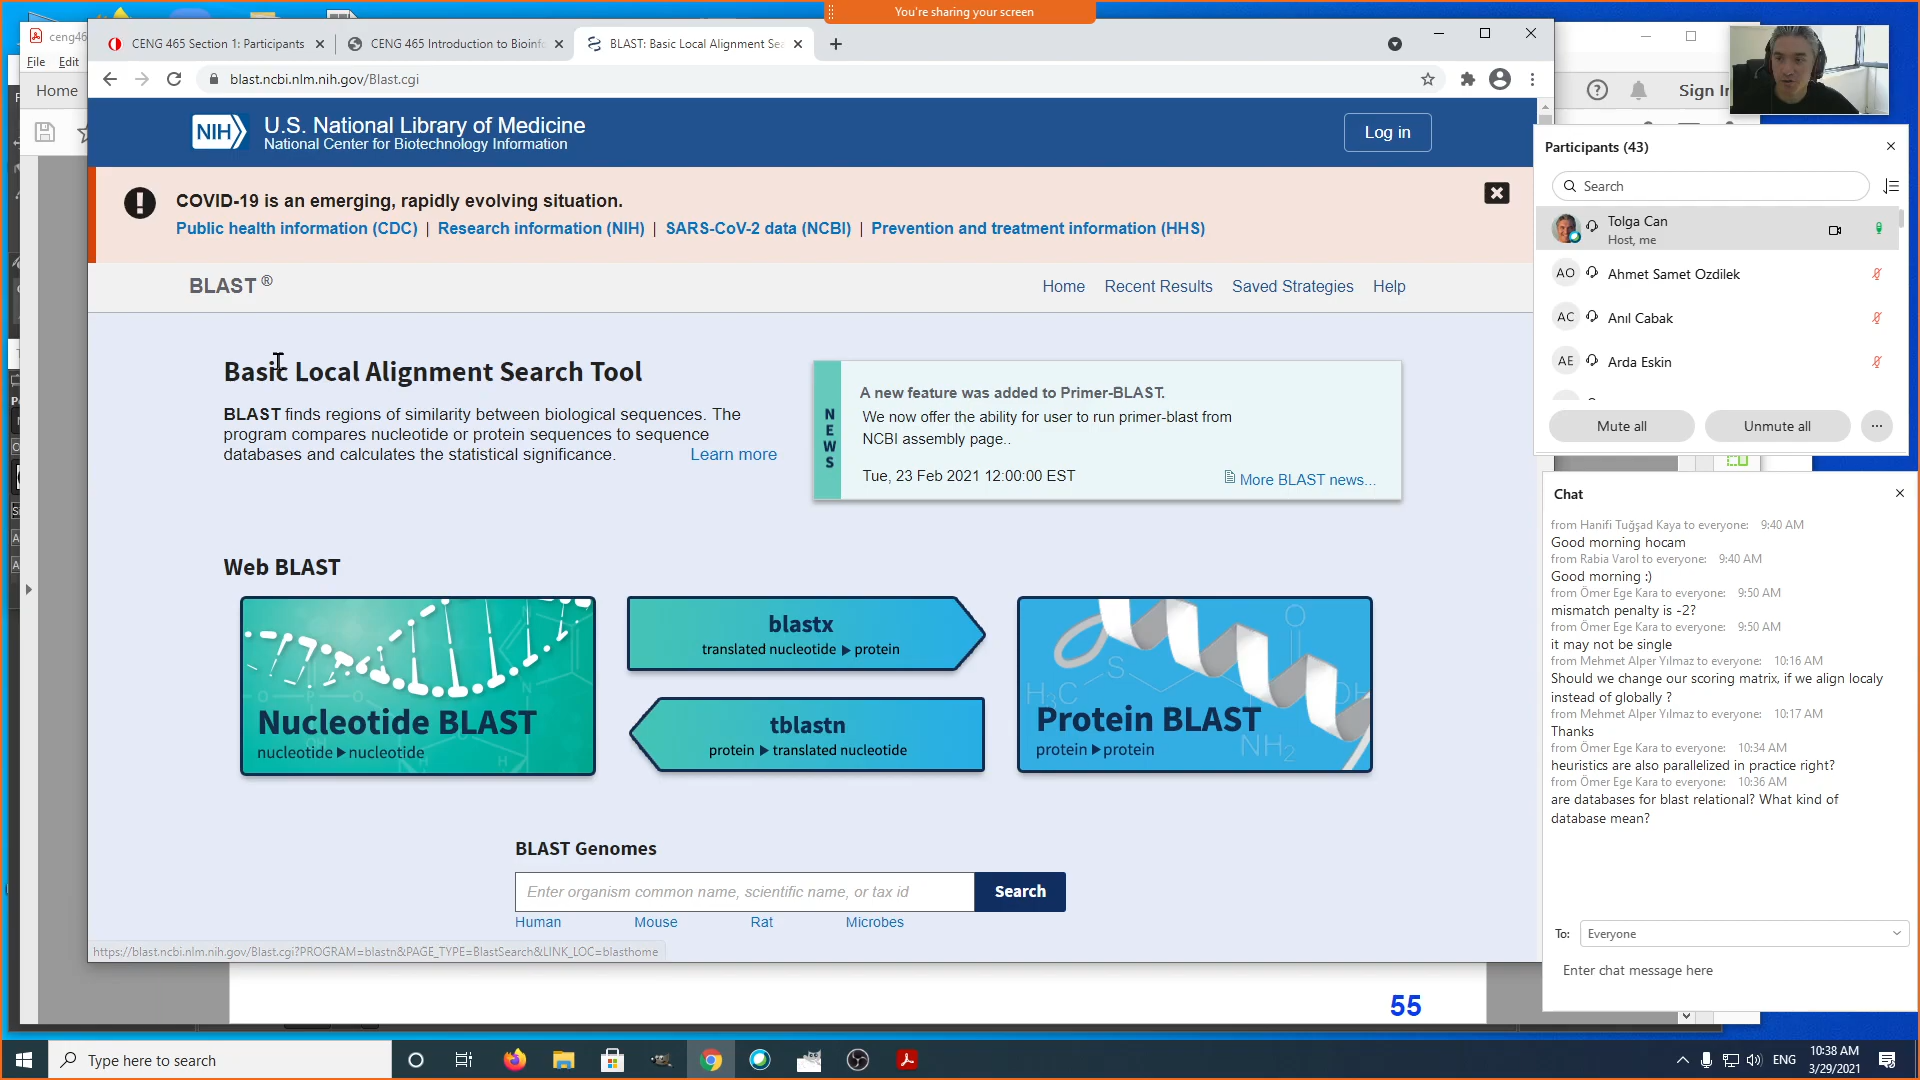 You're sharing your screen
ceng46
CENG 465 Section 1: Participants
CENG 465 Introduction to Bioinfo
BLAST: Basic Local Alignment Sea
File Edit
blast.ncbi.nlm.nih.gov/Blast.cgi
Home
Sign In
NIH
U.S. National Library of Medicine
National Center for Biotechnology Information
Log in
COVID-19 is an emerging, rapidly evolving situation.
Public health information (CDC) | Research information (NIH) | SARS-CoV-2 data (NCBI) | Prevention and treatment information (HHS)
BLAST ®
Home Recent Results Saved Strategies Help
Basic Local Alignment Search Tool
BLAST finds regions of similarity between biological sequences. The
program compares nucleotide or protein sequences to sequence
databases and calculates the statistical significance. Learn more
NEWS
A new feature was added to Primer-BLAST.
We now offer the ability for user to run primer-blast from
NCBI assembly page..
Tue, 23 Feb 2021 12:00:00 EST
More BLAST news...
Web BLAST
Nucleotide BLAST
nucleotide ▶ nucleotide
blastx
translated nucleotide ▶ protein
tblastn
protein ▶ translated nucleotide
Protein BLAST
protein ▶ protein
H₃C S O OH NH₂
BLAST Genomes
Enter organism common name, scientific name, or tax id
Search
Human Mouse Rat Microbes
https://blast.ncbi.nlm.nih.gov/Blast.cgi?PROGRAM=blastn&PAGE_TYPE=BlastSearch&LINK_LOC=blasthome
55
Participants (43)
Search
Tolga Can
Host, me
AO Ahmet Samet Ozdilek
AC Anıl Cabak
AE Arda Eskin
Mute all
Unmute all
...
Chat
from Hanifi Tuğşad Kaya to everyone: 9:40 AM
Good morning hocam
from Rabia Varol to everyone: 9:40 AM
Good morning :)
from Ömer Ege Kara to everyone: 9:50 AM
mismatch penalty is -2?
from Ömer Ege Kara to everyone: 9:50 AM
it may not be single
from Mehmet Alper Yılmaz to everyone: 10:16 AM
Should we change our scoring matrix, if we align localy
instead of globally ?
from Mehmet Alper Yılmaz to everyone: 10:17 AM
Thanks
from Ömer Ege Kara to everyone: 10:34 AM
heuristics are also parallelized in practice right?
from Ömer Ege Kara to everyone: 10:36 AM
are databases for blast relational? What kind of
database mean?
To: Everyone
Enter chat message here
Type here to search
ENG
10:38 AM
3/29/2021